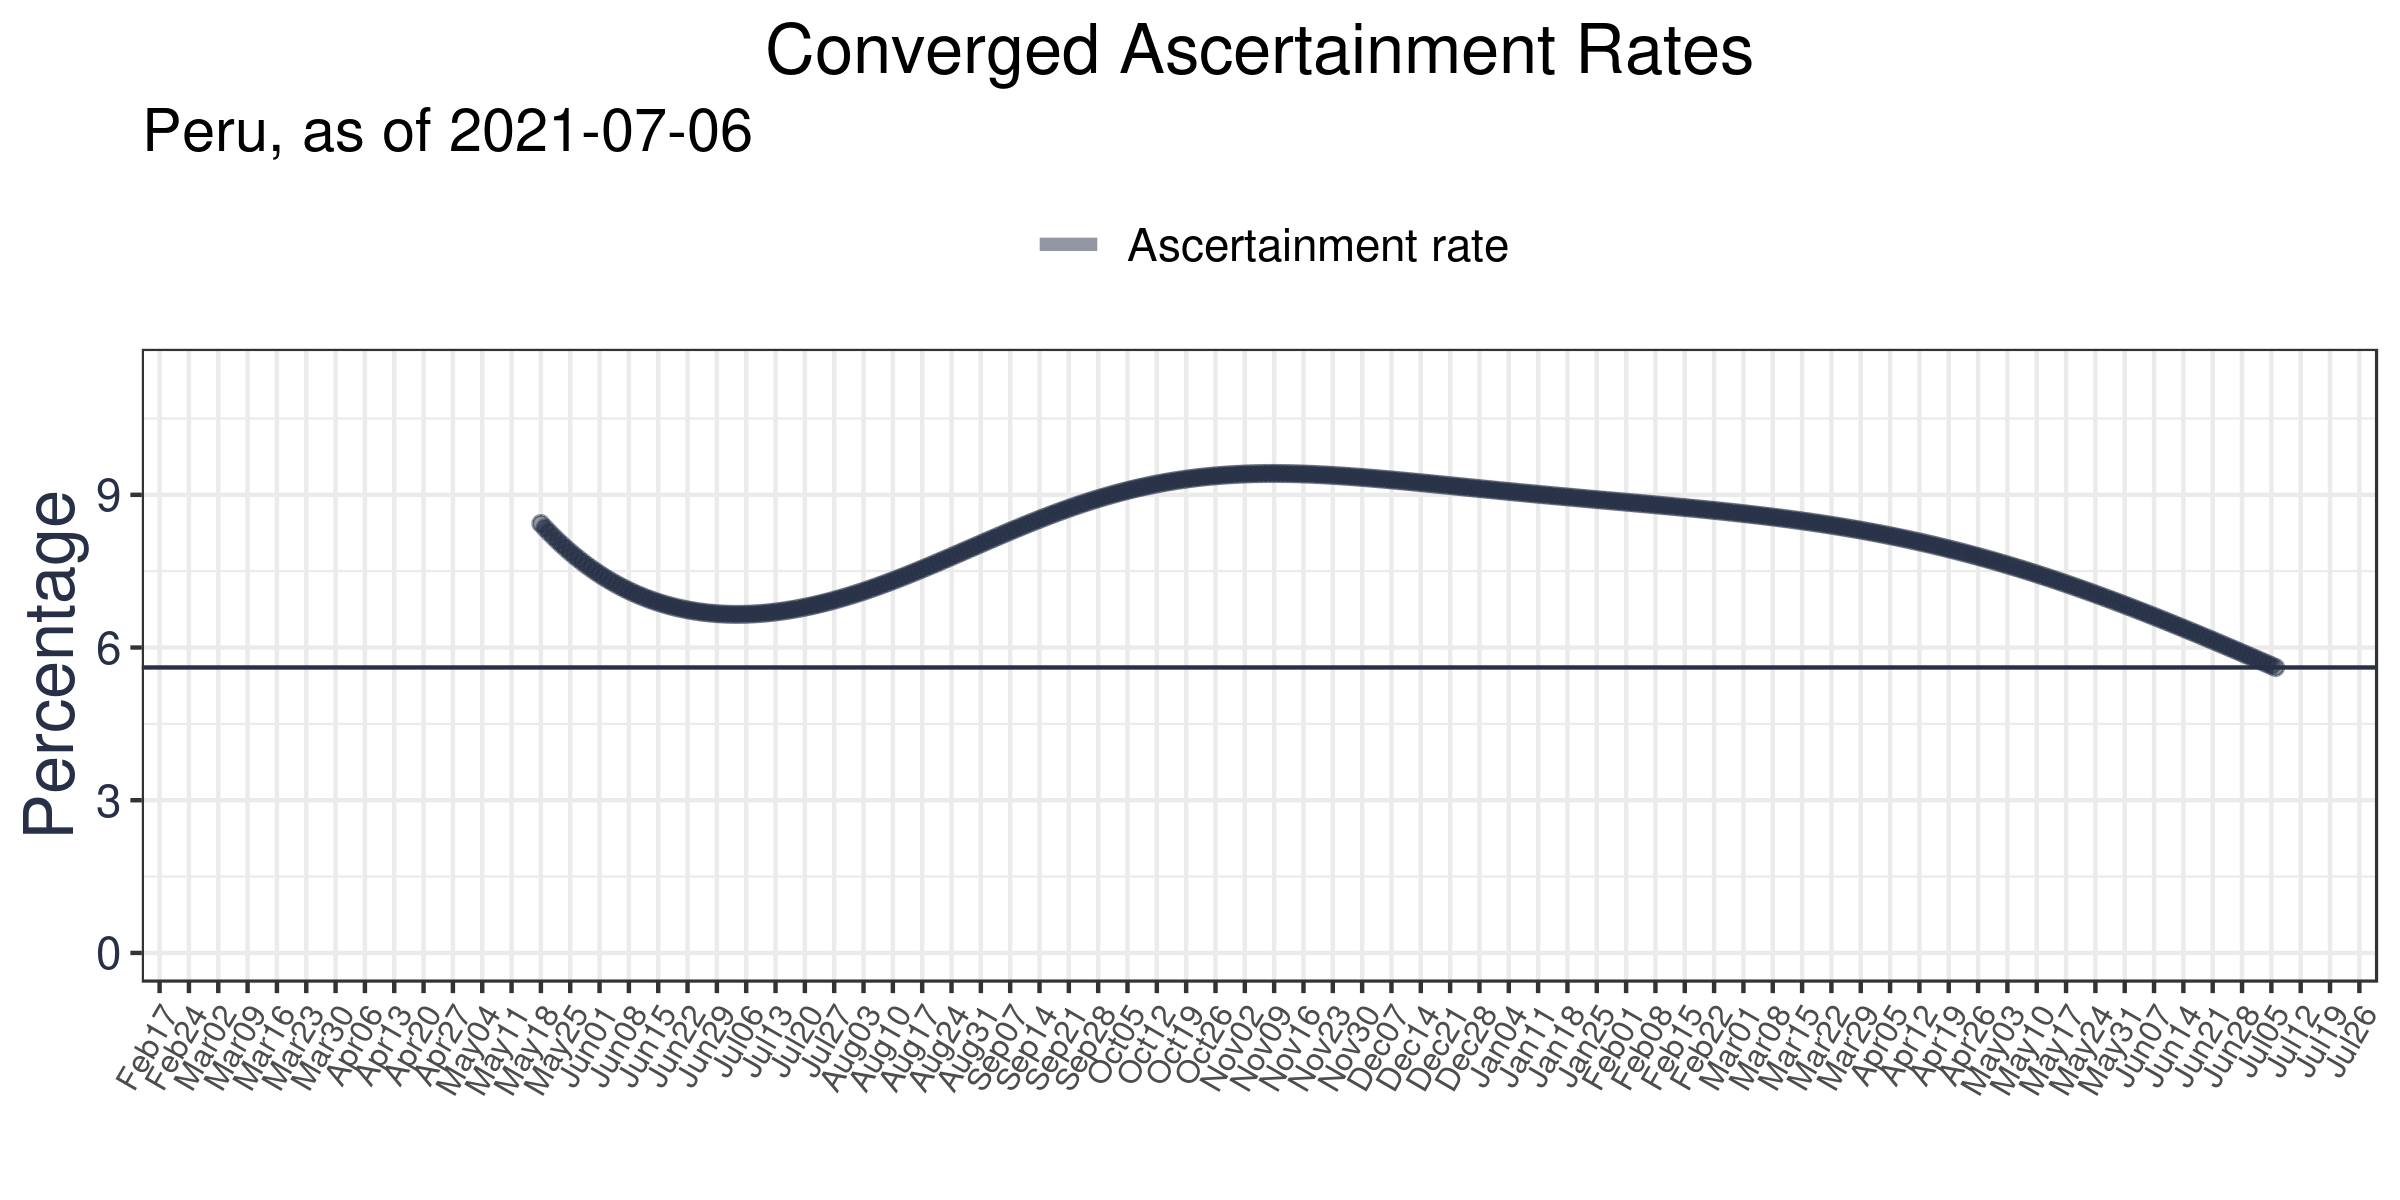 Converged Ascertainment Rates
Peru, as of 2021-07-06
Ascertainment rate
Percentage
9
6
3
0
Feb17 Feb24 Mar02 Mar09 Mar16 Mar23 Mar30 Apr06 Apr13 Apr20 Apr27 May04 May11 May18 May25 Jun01 Jun08 Jun15 Jun22 Jun29 Jul06 Jul13 Jul20 Jul27 Aug03 Aug10 Aug17 Aug24 Aug31 Sep07 Sep14 Sep21 Sep28 Oct05 Oct12 Oct19 Oct26 Nov02 Nov09 Nov16 Nov23 Nov30 Dec07 Dec14 Dec21 Dec28 Jan04 Jan11 Jan18 Jan25 Feb01 Feb08 Feb15 Feb22 Mar01 Mar08 Mar15 Mar22 Mar29 Apr05 Apr12 Apr19 Apr26 May03 May10 May17 May24 May31 Jun07 Jun14 Jun21 Jun28 Jul05 Jul12 Jul19 Jul26